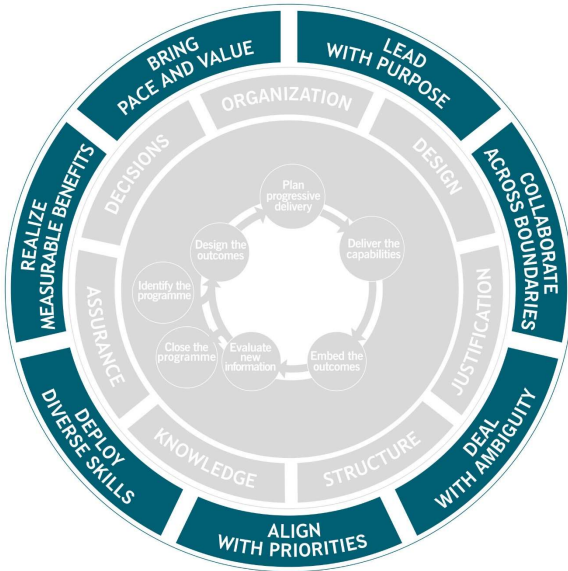 BRING
PACE AND VALUE
LEAD
WITH PURPOSE
COLLABORATE
ACROSS BOUNDARIES
DEAL
WITH AMBIGUITY
ALIGN
WITH PRIORITIES
DEPLOY
DIVERSE SKILLS
REALIZE
MEASURABLE BENEFITS
ORGANIZATION
DESIGN
JUSTIFICATION
STRUCTURE
KNOWLEDGE
ASSURANCE
DECISIONS
Plan
progressive
delivery
Deliver the
capabilities
Embed the
outcomes
Evaluate
new
information
Close the
programme
Identify the
programme
Design the
outcomes